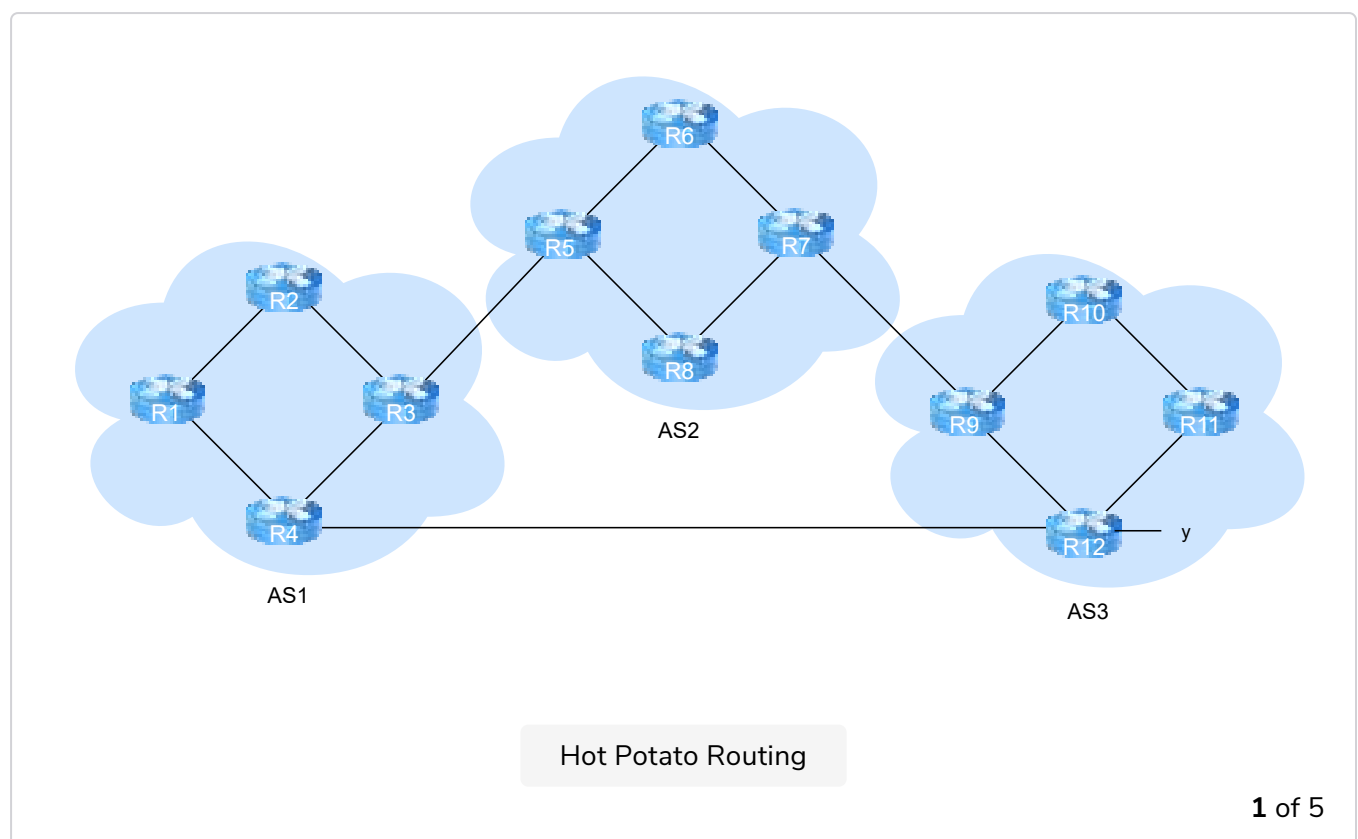 R6
R5
R7
R2
R10
R8
R1
R3
R9
R11
AS2
R4
R12
y
AS1
AS3
Hot Potato Routing
1 of 5